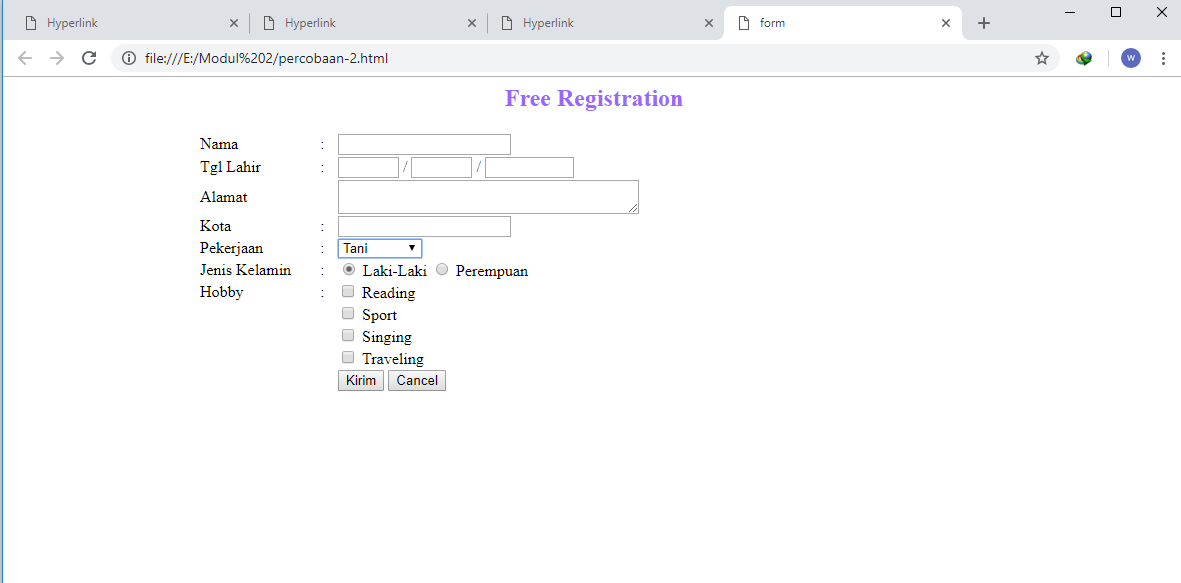 Hyperlink Hyperlink Hyperlink form
file:///E:/Modul%202/percobaan-2.html W
Free Registration
Nama :
Tgl Lahir : / /
Alamat
Kota :
Pekerjaan : Tani
Jenis Kelamin : Laki-Laki Perempuan
Hobby : Reading
Sport
Singing
Traveling
Kirim Cancel